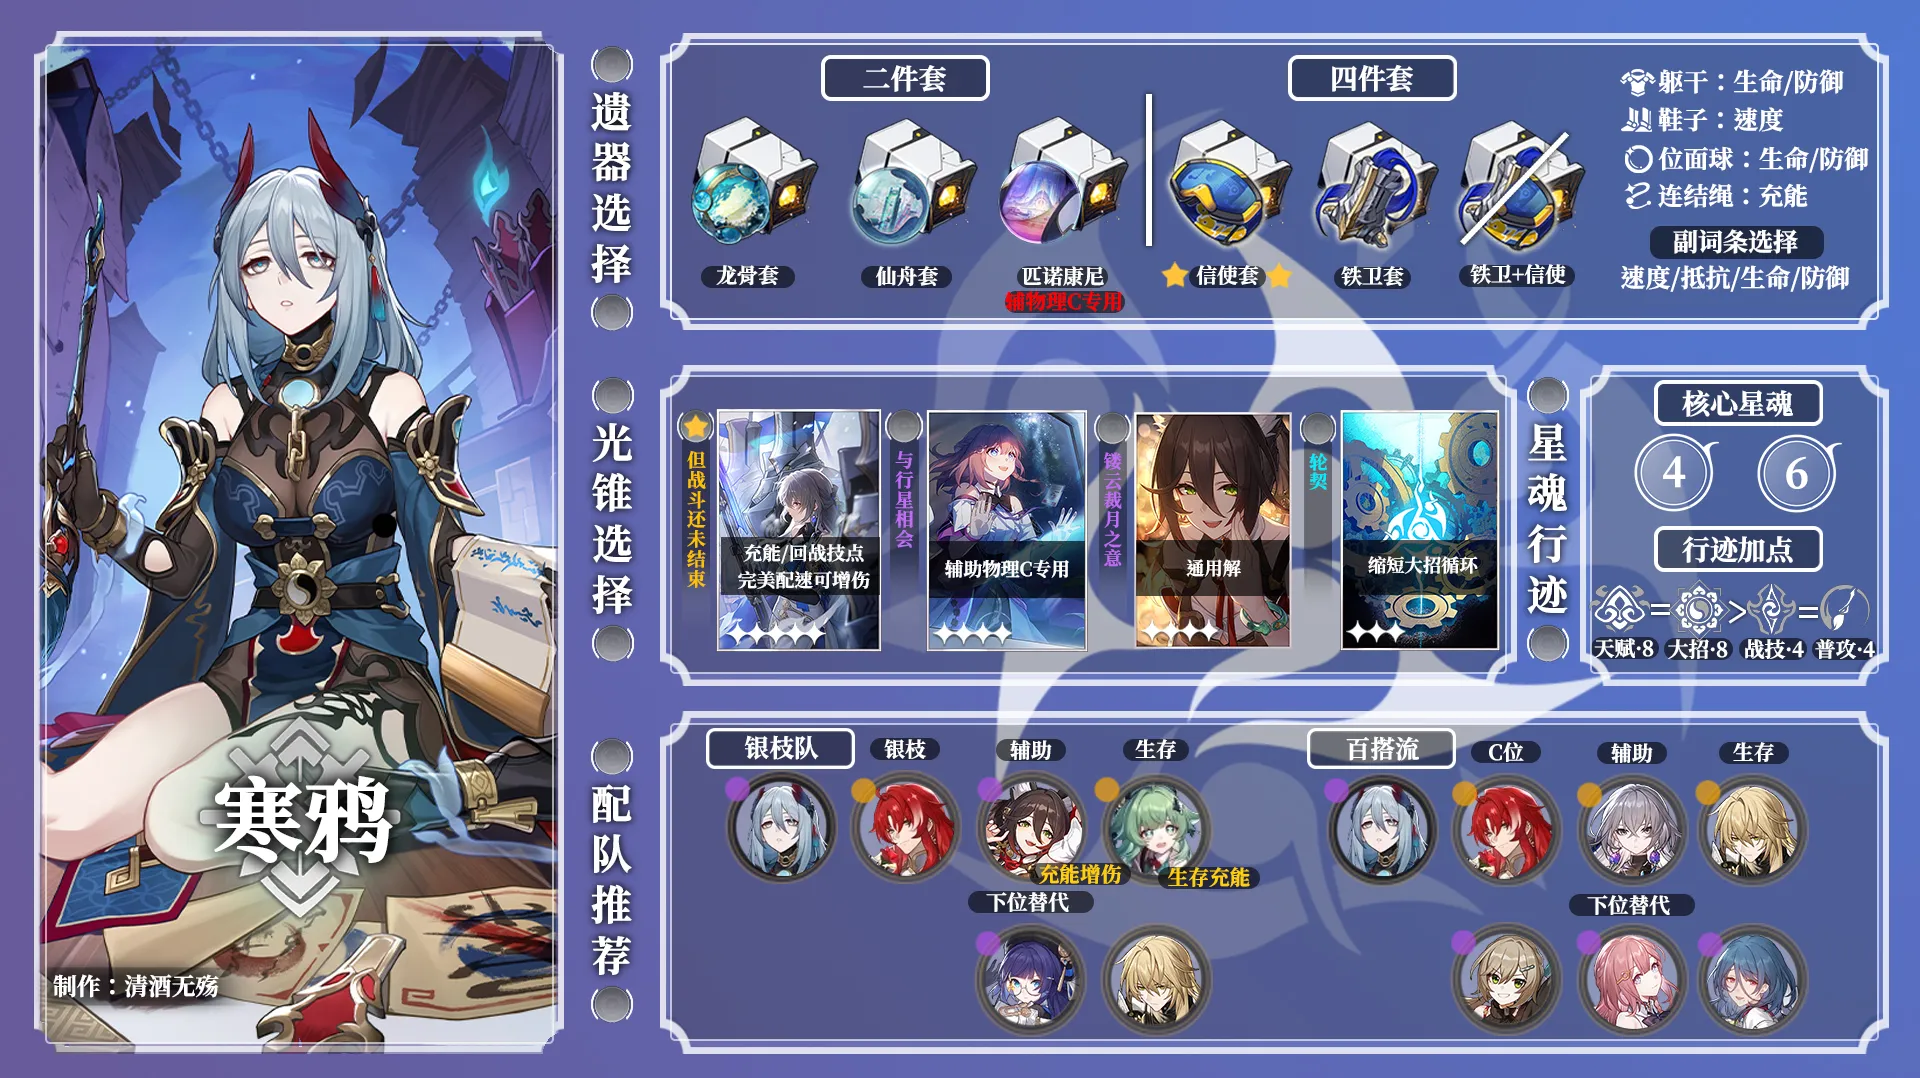 寒鸦
制作：清酒无殇
遗器选择
二件套
龙骨套
仙舟套
匹诺康尼
辅物理C专用
四件套
信使套
铁卫套
铁卫+信使
躯干：生命/防御
鞋子：速度
位面球：生命/防御
连结绳：充能
副词条选择
速度/抵抗/生命/防御
光锥选择
但战斗还未结束
充能/回战技点
完美配速可增伤
与行星相会
辅助物理C专用
镂云裁月之意
通用解
轮契
缩短大招循环
星魂行迹
核心星魂
4
6
行迹加点
=
>
=
天赋·8
大招·8
战技·4
普攻·4
配队推荐
银枝队
银枝
辅助
生存
充能增伤
生存充能
下位替代
百搭流
C位
辅助
生存
下位替代